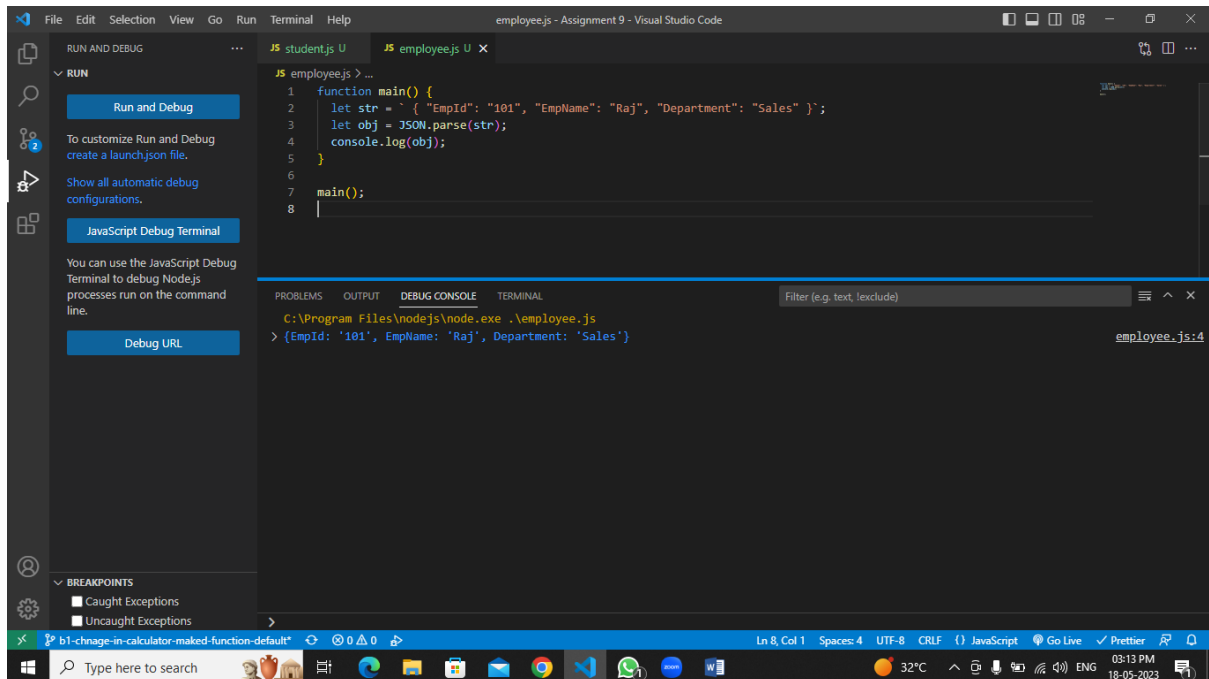 File Edit Selection View Go Run Terminal Help employee.js - Assignment 9 - Visual Studio Code
RUN AND DEBUG ...
RUN
Run and Debug
To customize Run and Debug
create a launch.json file.
Show all automatic debug
configurations.
JavaScript Debug Terminal
You can use the JavaScript Debug
Terminal to debug Node.js
processes run on the command
line.
Debug URL
BREAKPOINTS
Caught Exceptions
Uncaught Exceptions
JS student.js U JS employee.js U
JS employee.js > ...
1 function main() {
2 let str = ` { "EmpId": "101", "EmpName": "Raj", "Department": "Sales" }`;
3 let obj = JSON.parse(str);
4 console.log(obj);
5 }
6
7 main();
8
PROBLEMS OUTPUT DEBUG CONSOLE TERMINAL Filter (e.g. text, !exclude)
C:\Program Files\nodejs\node.exe .\employee.js
> {EmpId: '101', EmpName: 'Raj', Department: 'Sales'} employee.js:4
>
b1-chnage-in-calculator-maked-function-default* 0 0 Ln 8, Col 1 Spaces: 4 UTF-8 CRLF {} JavaScript Go Live Prettier
2
Type here to search 1 zoom W 32°C ENG 03:13 PM
18-05-2023 1